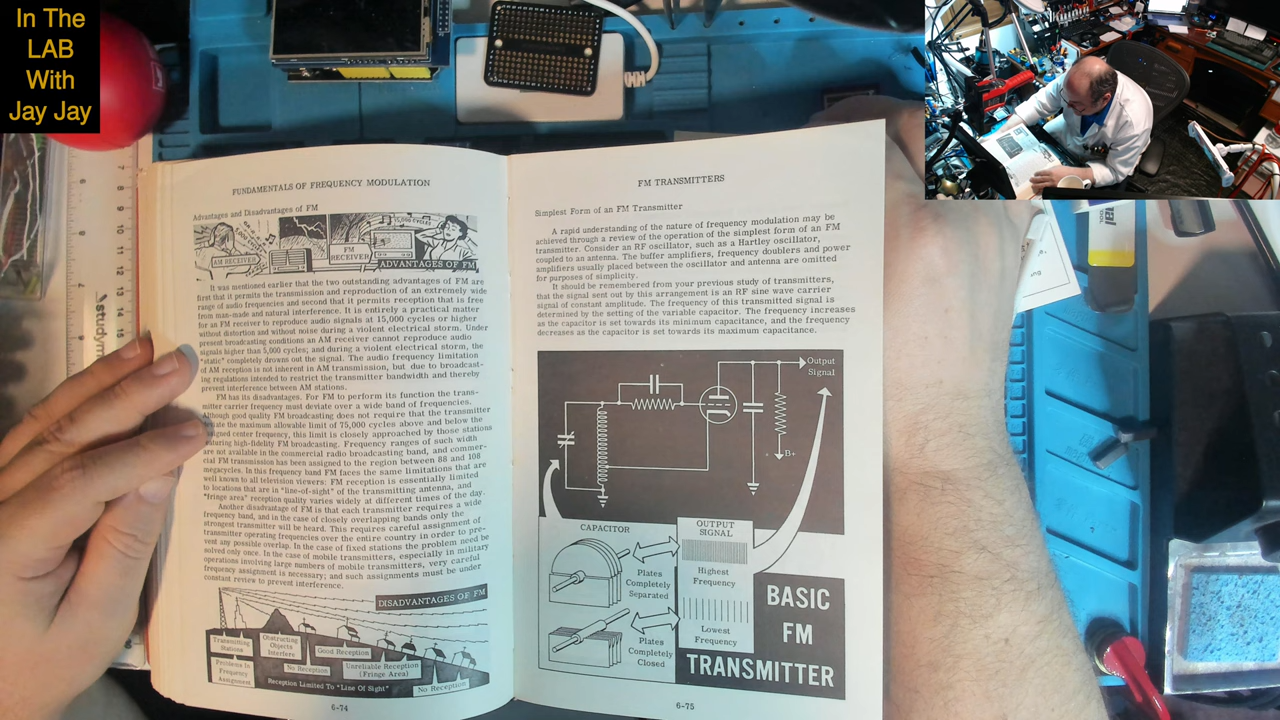 In The
LAB
With
Jay Jay
FUNDAMENTALS OF FREQUENCY MODULATION
Advantages and Disadvantages of FM
15,000 CYCLES
AM RECEIVER
FM
RECEIVER
ADVANTAGES OF FM
It was mentioned earlier that the two outstanding advantages of FM are
first that it permits the transmission and reproduction of an extremely wide
range of audio frequencies and second that it permits reception that is free
from man-made and natural interference. It is entirely a practical matter
for an FM receiver to reproduce audio signals at 15,000 cycles or higher
without distortion and without noise during a violent electrical storm. Under
present broadcasting conditions an AM receiver cannot reproduce audio
signals higher than 5,000 cycles; and during a violent electrical storm, the
"static" completely drowns out the signal. The audio frequency limitation
of AM reception is not inherent in AM transmission, but due to broadcast-
ing regulations intended to restrict the transmitter bandwidth and thereby
prevent interference between AM stations.
FM has its disadvantages. For FM to perform its function the trans-
mitter carrier frequency must deviate over a wide band of frequencies.
Although good quality FM broadcasting does not require that the transmitter
the maximum allowable limit of 75,000 cycles above and below the
center frequency, this limit is closely approached by those stations
high-fidelity FM broadcasting. Frequency ranges of such width
are not available in the commercial radio broadcasting band, and commer-
cial FM transmission has been assigned to the region between 88 and 108
megacycles. In this frequency band FM faces the same limitations that are
well known to all television viewers: FM reception is essentially limited
to locations that are in "line-of-sight" of the transmitting antenna, and
"fringe area" reception quality varies widely at different times of the day.
Another disadvantage of FM is that each transmitter requires a wide
frequency band, and in the case of closely overlapping bands only the
strongest transmitter will be heard. This requires careful assignment of
transmitter operating frequencies over the entire country in order to pre-
vent any possible overlap. In the case of fixed stations the problem need be
solved only once. In the case of mobile transmitters, especially in military
operations involving large numbers of mobile transmitters, very careful
frequency assignment is necessary; and such assignments must be under
constant review to prevent interference.
DISADVANTAGES OF FM
Transmitting
Stations
Obstructing
Objects
Interfere
Good Reception
Problems In
Frequency
Assignment
No Reception
Unreliable Reception
(Fringe Area)
Reception Limited To "Line Of Sight"
No Reception
6-74
FM TRANSMITTERS
Simplest Form of an FM Transmitter
A rapid understanding of the nature of frequency modulation may be
achieved through a review of the operation of the simplest form of an FM
transmitter. Consider an RF oscillator, such as a Hartley oscillator,
coupled to an antenna. The buffer amplifiers, frequency doublers and power
amplifiers usually placed between the oscillator and antenna are omitted
for purposes of simplicity.
It should be remembered from your previous study of transmitters,
that the signal sent out by this arrangement is an RF sine wave carrier
signal of constant amplitude. The frequency of this transmitted signal is
determined by the setting of the variable capacitor. The frequency increases
as the capacitor is set towards its minimum capacitance, and the frequency
decreases as the capacitor is set towards its maximum capacitance.
Output
Signal
B+
CAPACITOR
OUTPUT
SIGNAL
Plates
Completely
Separated
Highest
Frequency
Plates
Completely
Closed
Lowest
Frequency
BASIC
FM
TRANSMITTER
6-75